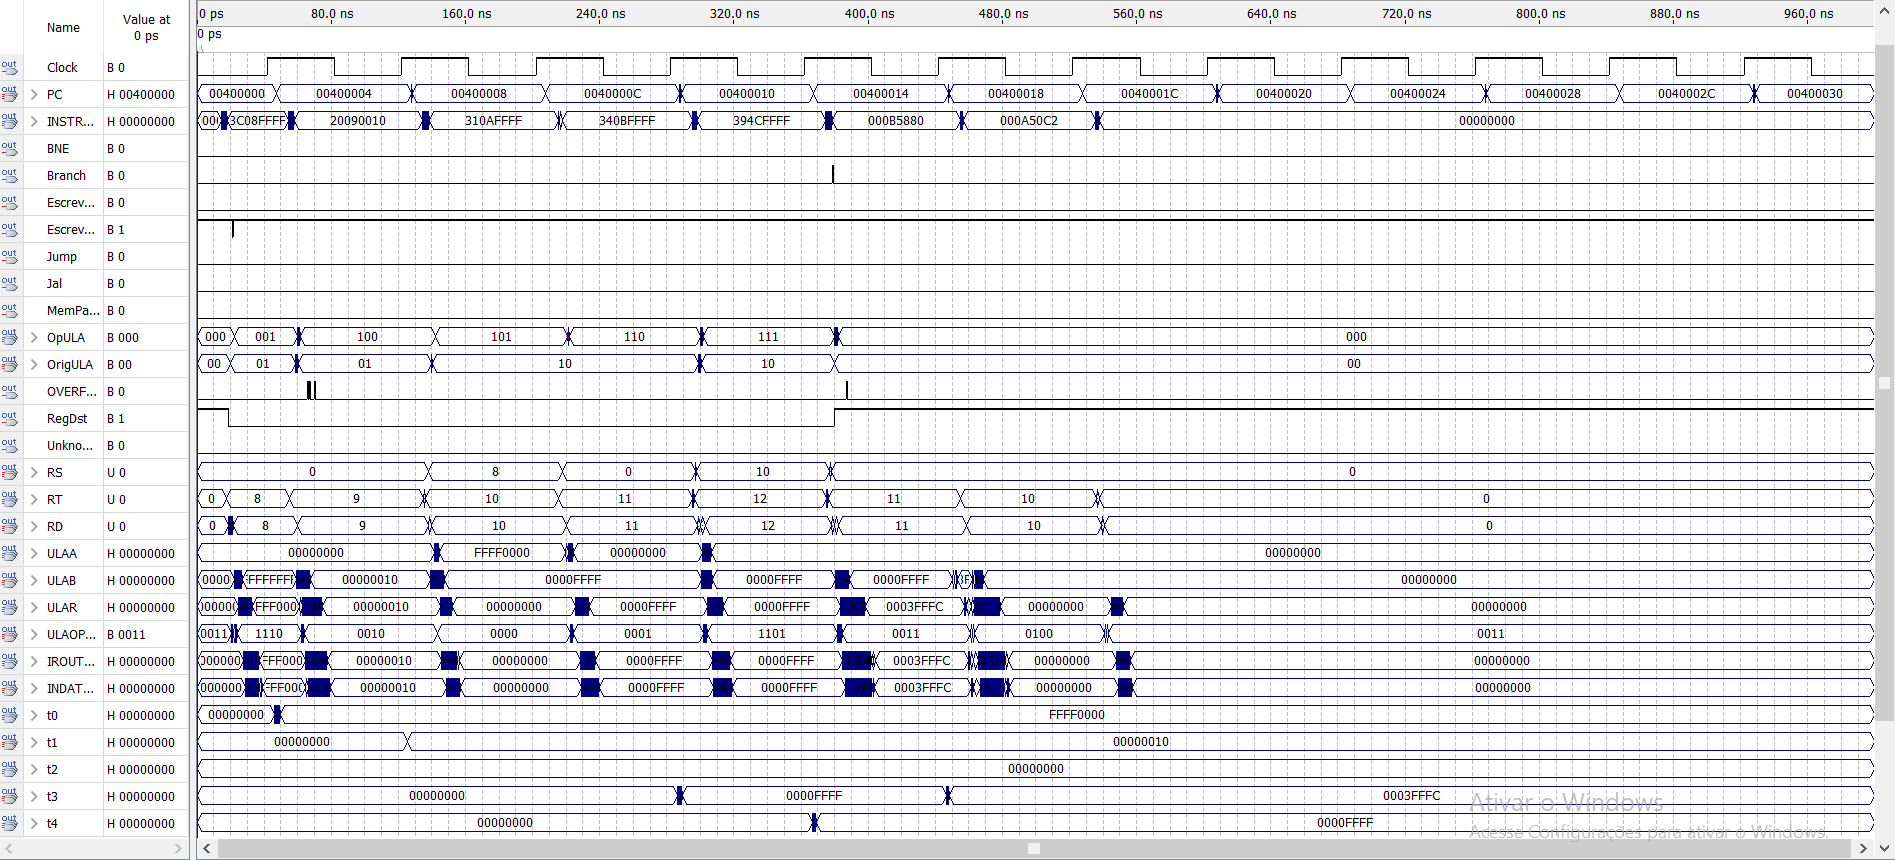 Name Value at 0 ps
0 ps 80.0 ns 160.0 ns 240.0 ns 320.0 ns 400.0 ns 480.0 ns 560.0 ns 640.0 ns 720.0 ns 800.0 ns 880.0 ns 960.0 ns
0 ps
Clock B 0
PC H 00400000 00400000 00400004 00400008 0040000C 00400010 00400014 00400018 0040001C 00400020 00400024 00400028 0040002C 00400030
INSTR... H 00000000 3C08FFFF 20090010 310AFFFF 340BFFFF 394CFFFF 000B5880 000A50C2 00000000
BNE B 0
Branch B 0
Escrev... B 0
Escrev... B 1
Jump B 0
Jal B 0
MemPa... B 0
OpULA B 000 000 001 100 101 110 111 000
OrigULA B 00 00 01 01 10 10 00
OVERF... B 0
RegDst B 1
Unkno... B 0
RS U 0 0 8 0 10 0
RT U 0 0 8 9 10 11 12 11 10 0
RD U 0 0 8 9 10 11 12 11 10 0
ULAA H 00000000 00000000 FFFF0000 00000000 00000000
ULAB H 00000000 00000010 0000FFFF 0000FFFF 0000FFFF 00000000
ULAR H 00000000 00000010 00000000 0000FFFF 0000FFFF 0003FFFC 00000000 00000000
ULAOP... B 0011 0011 1110 0010 0000 0001 1101 0011 0100 0011
IROUT... H 00000000 00000010 00000000 0000FFFF 0000FFFF 0003FFFC 00000000 00000000
INDAT... H 00000000 00000010 00000000 0000FFFF 0000FFFF 0003FFFC 00000000 00000000
t0 H 00000000 00000000 FFFF0000
t1 H 00000000 00000000 00000010
t2 H 00000000 00000000
t3 H 00000000 00000000 0000FFFF 0003FFFC
t4 H 00000000 00000000 0000FFFF
Ativar o Windows
Acesse Configurações para ativar o Windows.